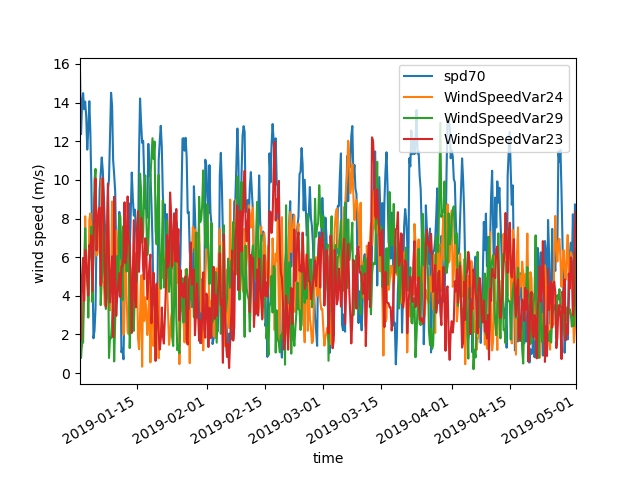 16
14
12
10
8
6
4
2
0
wind speed (m/s)
spd70
WindSpeedVar24
WindSpeedVar29
WindSpeedVar23
2019-01-15
2019-02-01
2019-02-15
2019-03-01
2019-03-15
2019-04-01
2019-04-15
2019-05-01
time